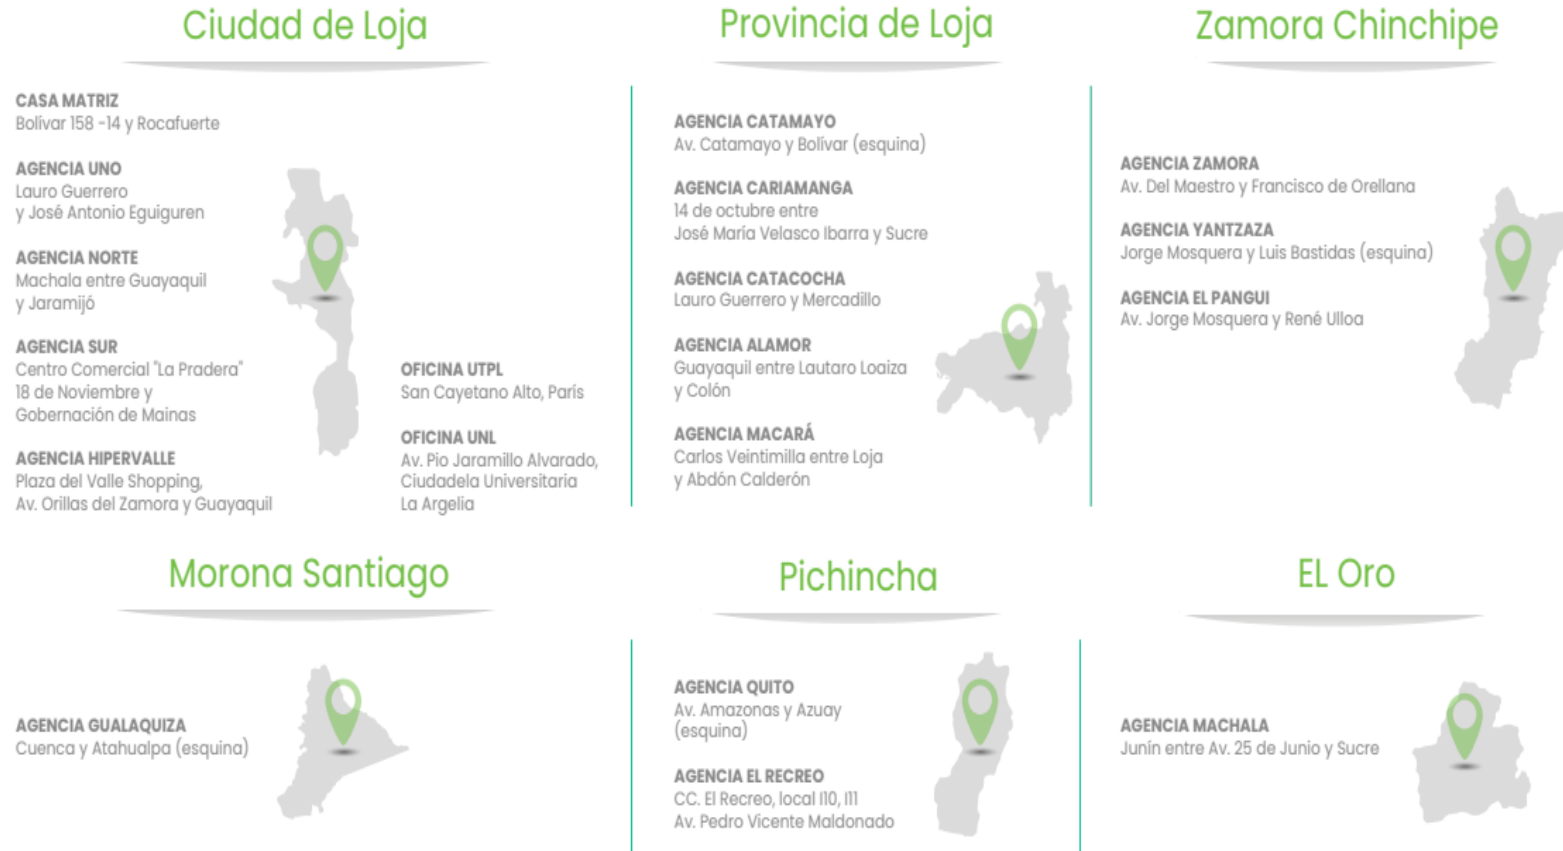 Ciudad de Loja
CASA MATRIZ
Bolívar 158 -14 y Rocafuerte
AGENCIA UNO
Lauro Guerrero
y José Antonio Eguiguren
AGENCIA NORTE
Machala entre Guayaquil
y Jaramijó
AGENCIA SUR
Centro Comercial "La Pradera"
18 de Noviembre y
Gobernación de Mainas
AGENCIA HIPERVALLE
Plaza del Valle Shopping,
Av. Orillas del Zamora y Guayaquil
OFICINA UTPL
San Cayetano Alto, París
OFICINA UNL
Av. Pio Jaramillo Alvarado,
Ciudadela Universitaria
La Argelia
Provincia de Loja
AGENCIA CATAMAYO
Av. Catamayo y Bolívar (esquina)
AGENCIA CARIAMANGA
14 de octubre entre
José María Velasco Ibarra y Sucre
AGENCIA CATACOCHA
Lauro Guerrero y Mercadillo
AGENCIA ALAMOR
Guayaquil entre Lautaro Loaiza
y Colón
AGENCIA MACARÁ
Carlos Veintimilla entre Loja
y Abdón Calderón
Zamora Chinchipe
AGENCIA ZAMORA
Av. Del Maestro y Francisco de Orellana
AGENCIA YANTZAZA
Jorge Mosquera y Luis Bastidas (esquina)
AGENCIA EL PANGUI
Av. Jorge Mosquera y René Ulloa
Morona Santiago
AGENCIA GUALAQUIZA
Cuenca y Atahualpa (esquina)
Pichincha
AGENCIA QUITO
Av. Amazonas y Azuay
(esquina)
AGENCIA EL RECREO
CC. El Recreo, local I10, I11
Av. Pedro Vicente Maldonado
EL Oro
AGENCIA MACHALA
Junín entre Av. 25 de Junio y Sucre